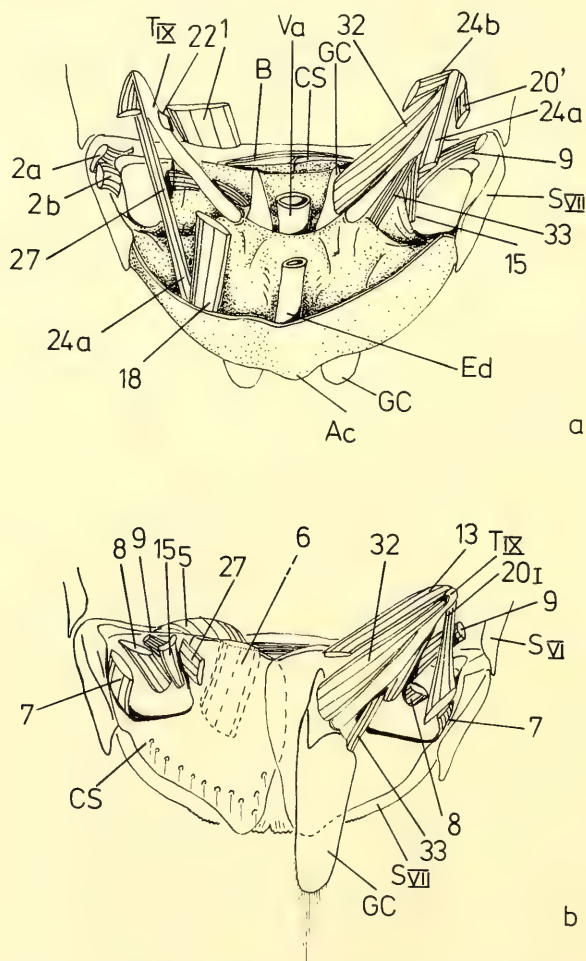 TIX 22 1 Va 32 24b
B CS GC 20'
24a
2a 9
2b SVII
27 33
15
24a
18 Ed
GC
Ac
a
6 13 TIX
8 9 15 5 27 32 20I
9
SVI
7 7
CS 8
33
SVII
GC
b